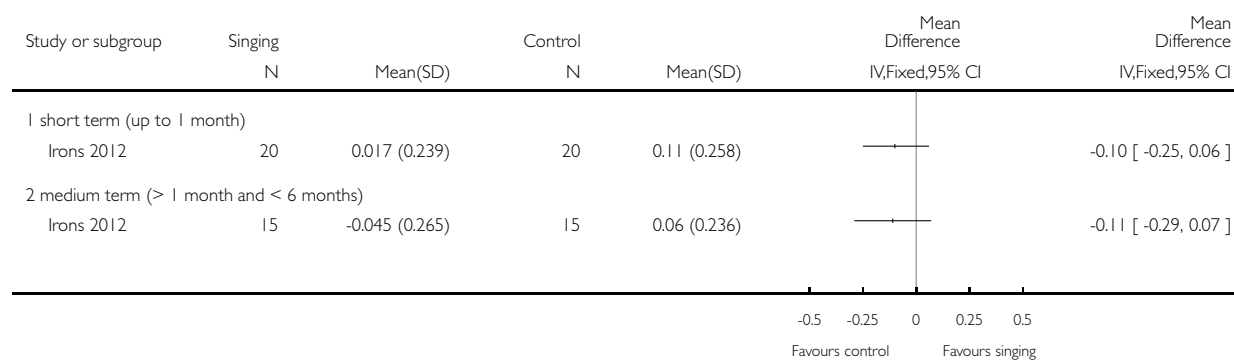 Study or subgroup Singing Control Mean Difference Mean Difference
N Mean(SD) N Mean(SD) IV,Fixed,95% CI IV,Fixed,95% CI
1 short term (up to 1 month)
Irons 2012 20 0.017 (0.239) 20 0.11 (0.258) -0.10 [ -0.25, 0.06 ]
2 medium term (> 1 month and < 6 months)
Irons 2012 15 -0.045 (0.265) 15 0.06 (0.236) -0.11 [ -0.29, 0.07 ]
-0.5 -0.25 0 0.25 0.5
Favours control Favours singing